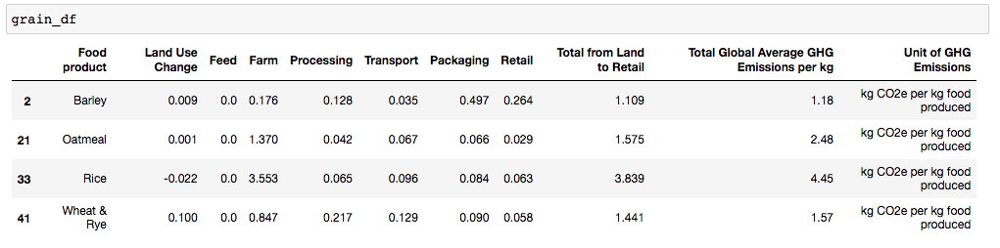 grain_df
Food product Land Use Change Feed Farm Processing Transport Packaging Retail Total from Land to Retail Total Global Average GHG Emissions per kg Unit of GHG Emissions
2 Barley 0.009 0.0 0.176 0.128 0.035 0.497 0.264 1.109 1.18 kg CO2e per kg food produced
21 Oatmeal 0.001 0.0 1.370 0.042 0.067 0.066 0.029 1.575 2.48 kg CO2e per kg food produced
33 Rice -0.022 0.0 3.553 0.065 0.096 0.084 0.063 3.839 4.45 kg CO2e per kg food produced
41 Wheat & Rye 0.100 0.0 0.847 0.217 0.129 0.090 0.058 1.441 1.57 kg CO2e per kg food produced